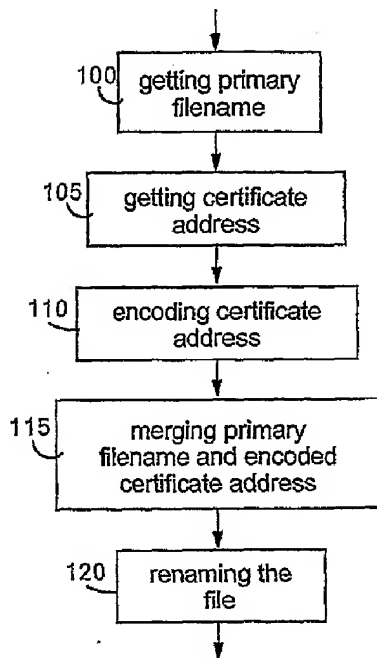 100
getting primary
filename
105
getting certificate
address
110
encoding certificate
address
115
merging primary
filename and encoded
certificate address
120
renaming the
file